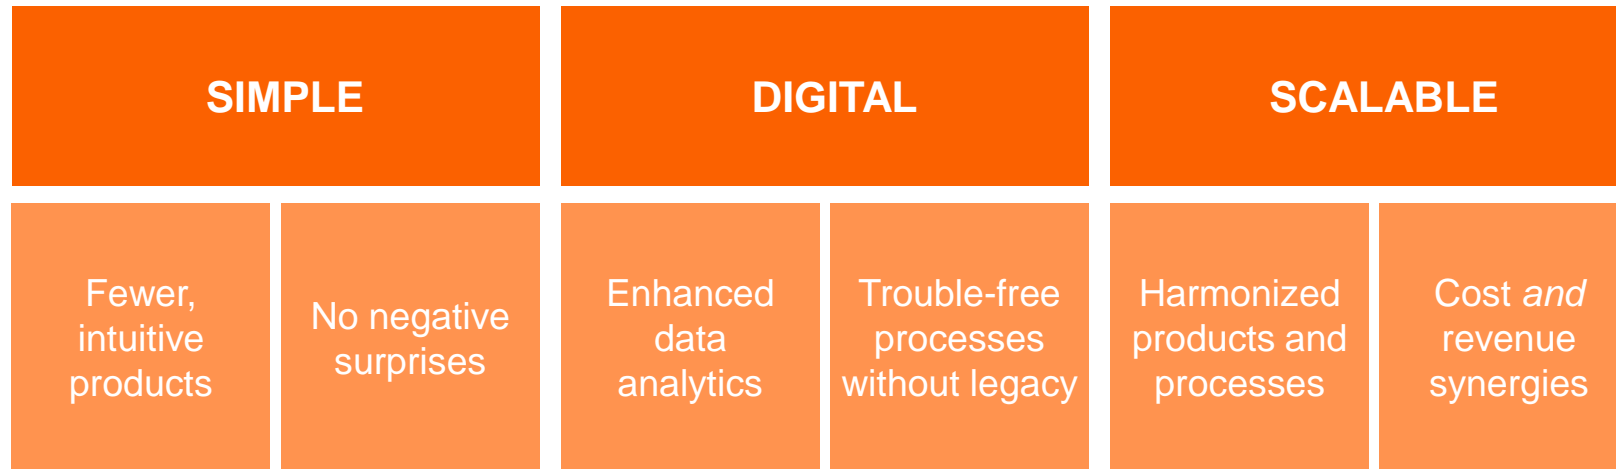 SIMPLE
DIGITAL
SCALABLE
Fewer,
intuitive
products
No negative
surprises
Enhanced
data
analytics
Trouble-free
processes
without legacy
Harmonized
products and
processes
Cost and
revenue
synergies